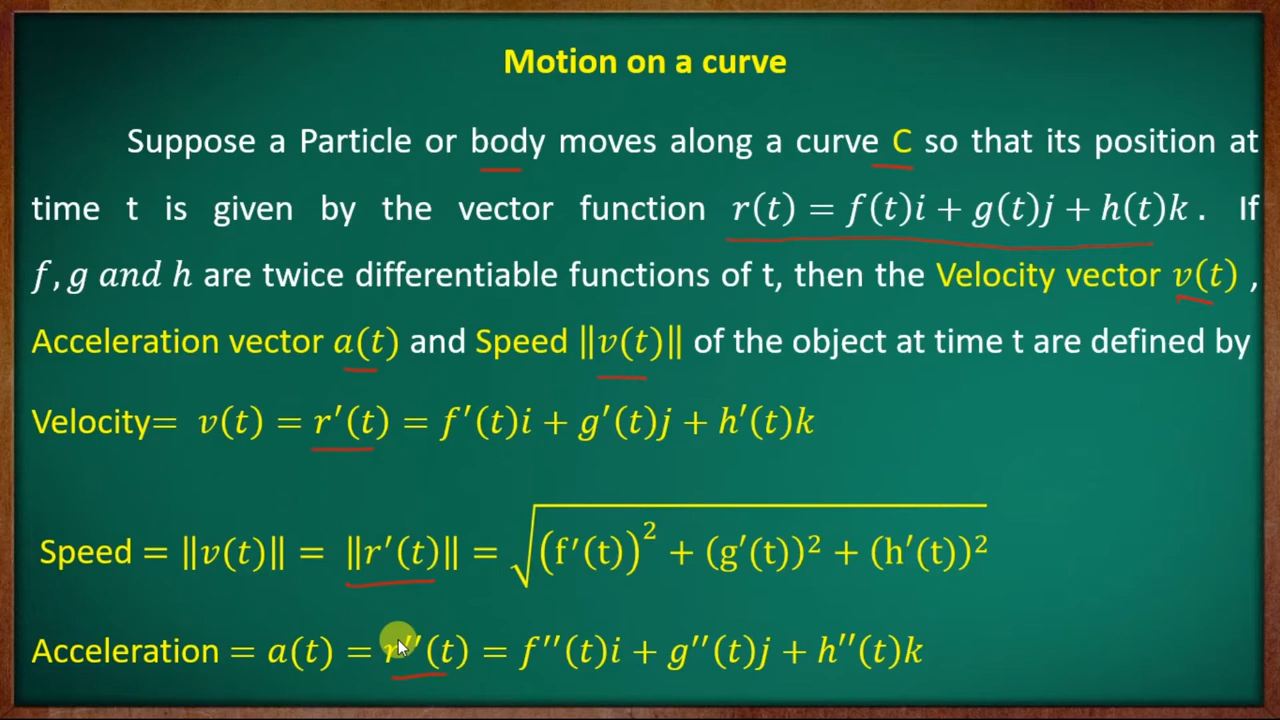 Motion on a curve
Suppose a Particle or body moves along a curve C so that its position at
time t is given by the vector function r(t) = f(t)i + g(t)j + h(t)k . If
f, g and h are twice differentiable functions of t, then the Velocity vector v(t) ,
Acceleration vector a(t) and Speed ‖v(t)‖ of the object at time t are defined by
Velocity= v(t) = r′(t) = f′(t)i + g′(t)j + h′(t)k
Speed = ‖v(t)‖ = ‖r′(t)‖ = √((f′(t))² + (g′(t))² + (h′(t))²)
Acceleration = a(t) = r′′(t) = f′′(t)i + g′′(t)j + h′′(t)k